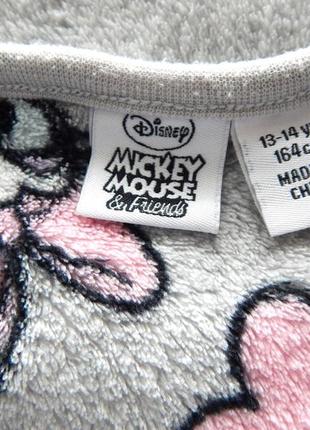 Disney
MICKEY
MOUSE
& Friends
13-14 y
164 c
MAD
CH